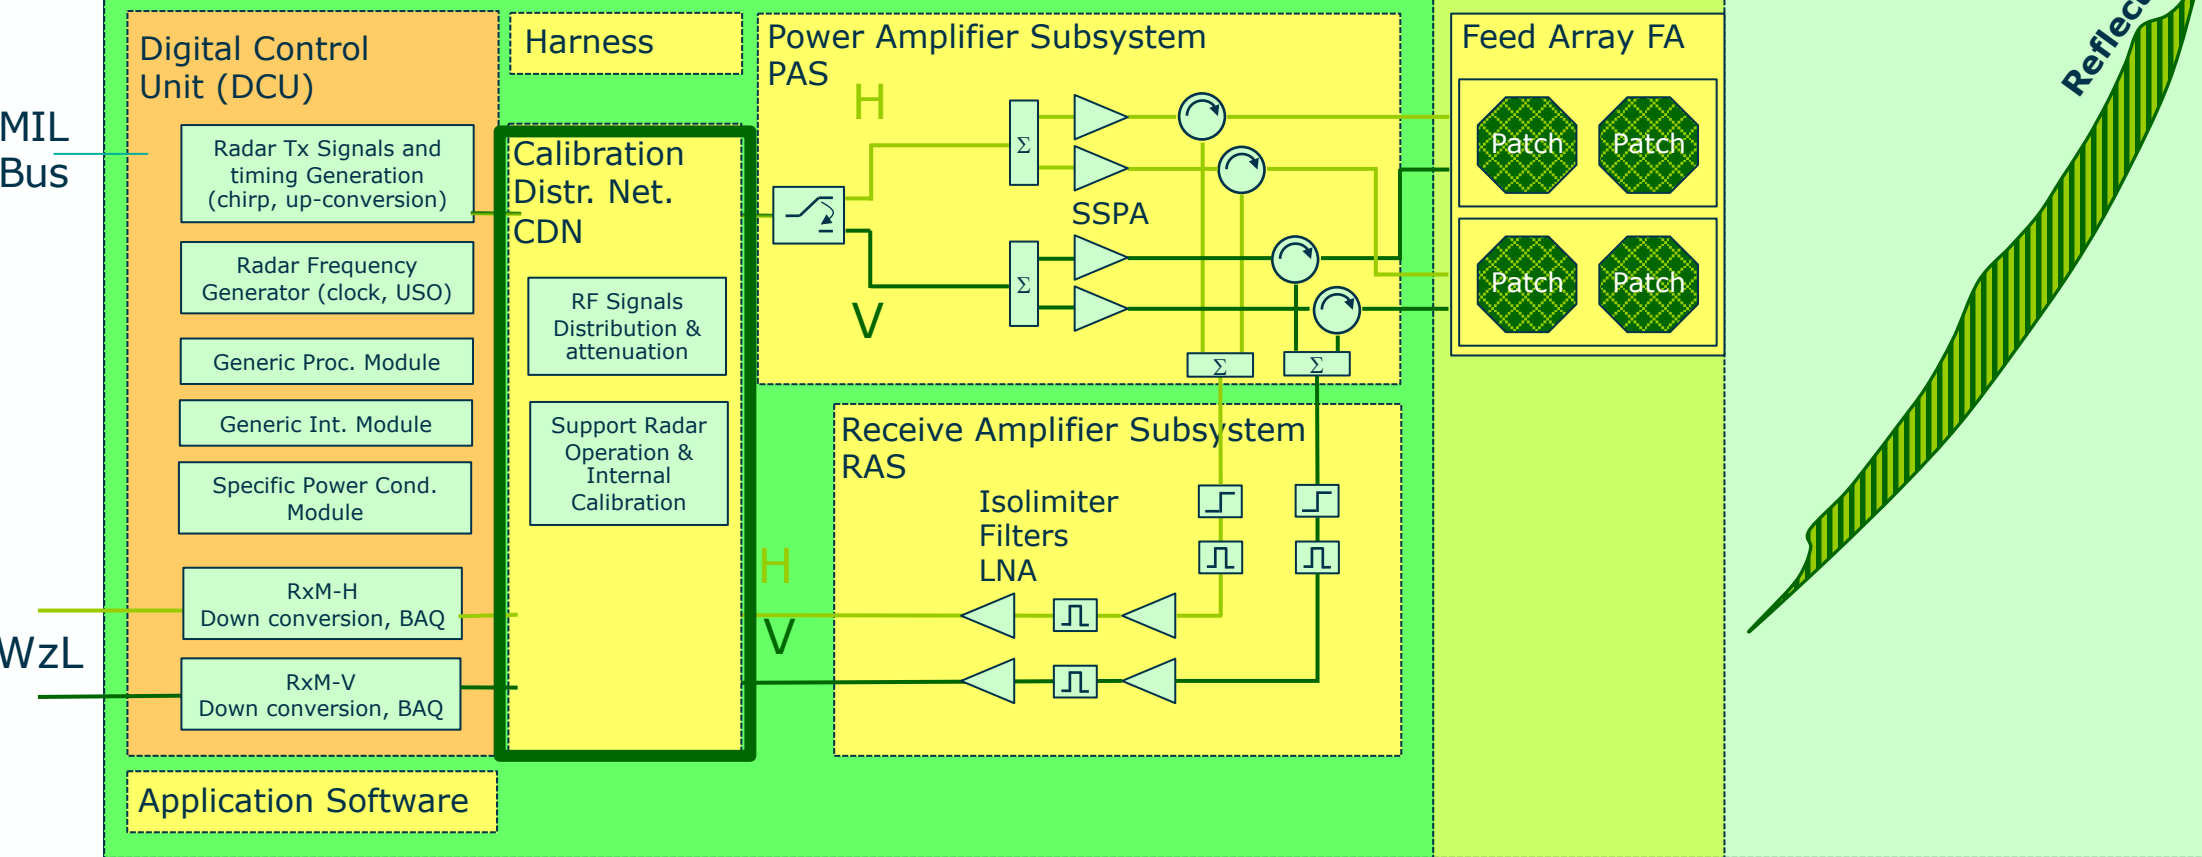 MIL
Bus
WzL
Digital Control
Unit (DCU)
Radar Tx Signals and
timing Generation
(chirp, up-conversion)
Radar Frequency
Generator (clock, USO)
Generic Proc. Module
Generic Int. Module
Specific Power Cond.
Module
RxM-H
Down conversion, BAQ
RxM-V
Down conversion, BAQ
Application Software
Harness
Calibration
Distr. Net.
CDN
RF Signals
Distribution &
attenuation
Support Radar
Operation &
Internal
Calibration
Power Amplifier Subsystem
PAS
H
V
Σ
Σ
SSPA
Σ
Σ
Receive Amplifier Subsystem
RAS
Isolimiter
Filters
LNA
H
V
Feed Array FA
Patch
Patch
Patch
Patch